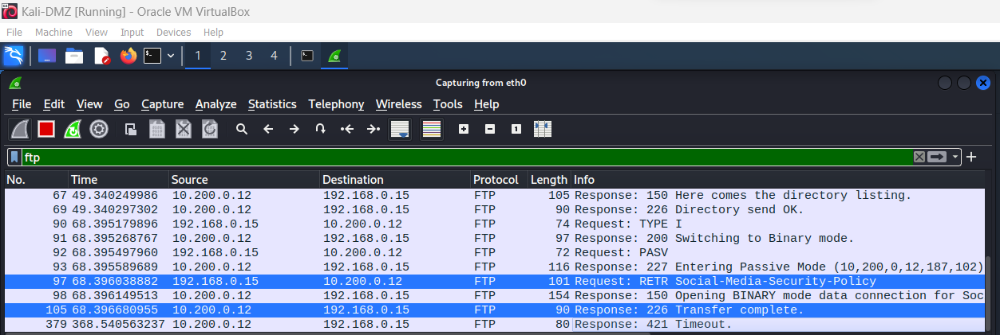 Kali-DMZ [Running] - Oracle VM VirtualBox
File Machine View Input Devices Help
1 2 3 4
Capturing from eth0
File Edit View Go Capture Analyze Statistics Telephony Wireless Tools Help
ftp
No. Time Source Destination Protocol Length Info
67 49.340249986 10.200.0.12 192.168.0.15 FTP 105 Response: 150 Here comes the directory listing.
69 49.340297302 10.200.0.12 192.168.0.15 FTP 90 Response: 226 Directory send OK.
90 68.395179896 192.168.0.15 10.200.0.12 FTP 74 Request: TYPE I
91 68.395268767 10.200.0.12 192.168.0.15 FTP 97 Response: 200 Switching to Binary mode.
92 68.395497960 192.168.0.15 10.200.0.12 FTP 72 Request: PASV
93 68.395589689 10.200.0.12 192.168.0.15 FTP 116 Response: 227 Entering Passive Mode (10,200,0,12,187,102)
97 68.396038882 192.168.0.15 10.200.0.12 FTP 101 Request: RETR Social-Media-Security-Policy
98 68.396149513 10.200.0.12 192.168.0.15 FTP 154 Response: 150 Opening BINARY mode data connection for Soc
105 68.396680955 10.200.0.12 192.168.0.15 FTP 90 Response: 226 Transfer complete.
379 368.540563237 10.200.0.12 192.168.0.15 FTP 80 Response: 421 Timeout.